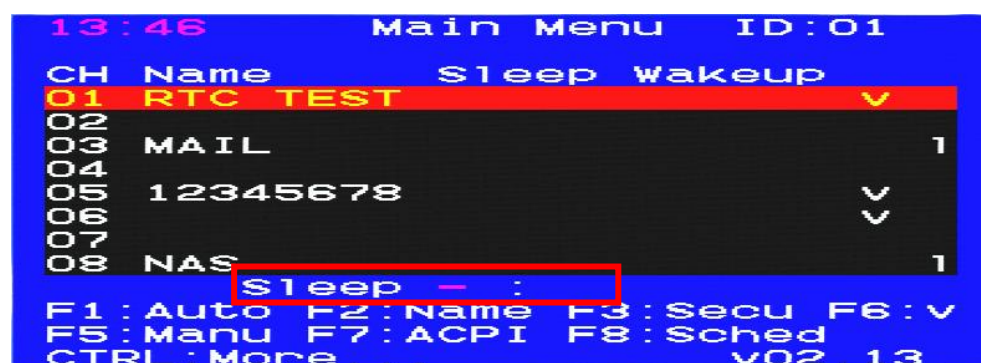 13:46 Main Menu ID:01
CH Name Sleep Wakeup
01 RTC TEST v
02
03 MAIL 1
04
05 12345678 v
06 v
07
08 NAS 1
Sleep - :
F1:Auto F2:Name F3:Secu F6:v
F5:Manu F7:ACPI F8:Sched
CTRL:More V02 13